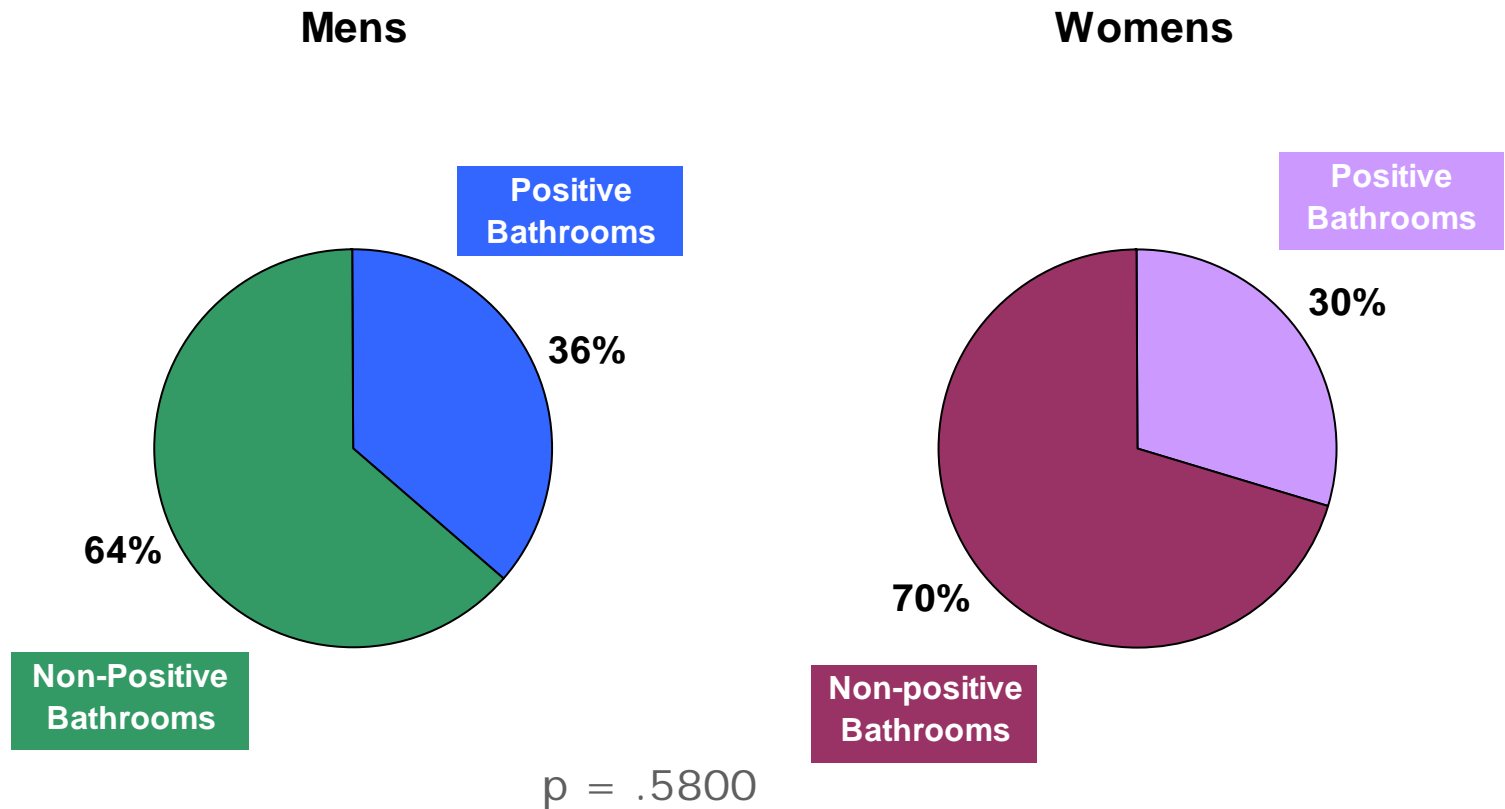 Mens
Positive
Bathrooms
36%
64%
Non-Positive
Bathrooms
Womens
Positive
Bathrooms
30%
70%
Non-positive
Bathrooms
p = .5800